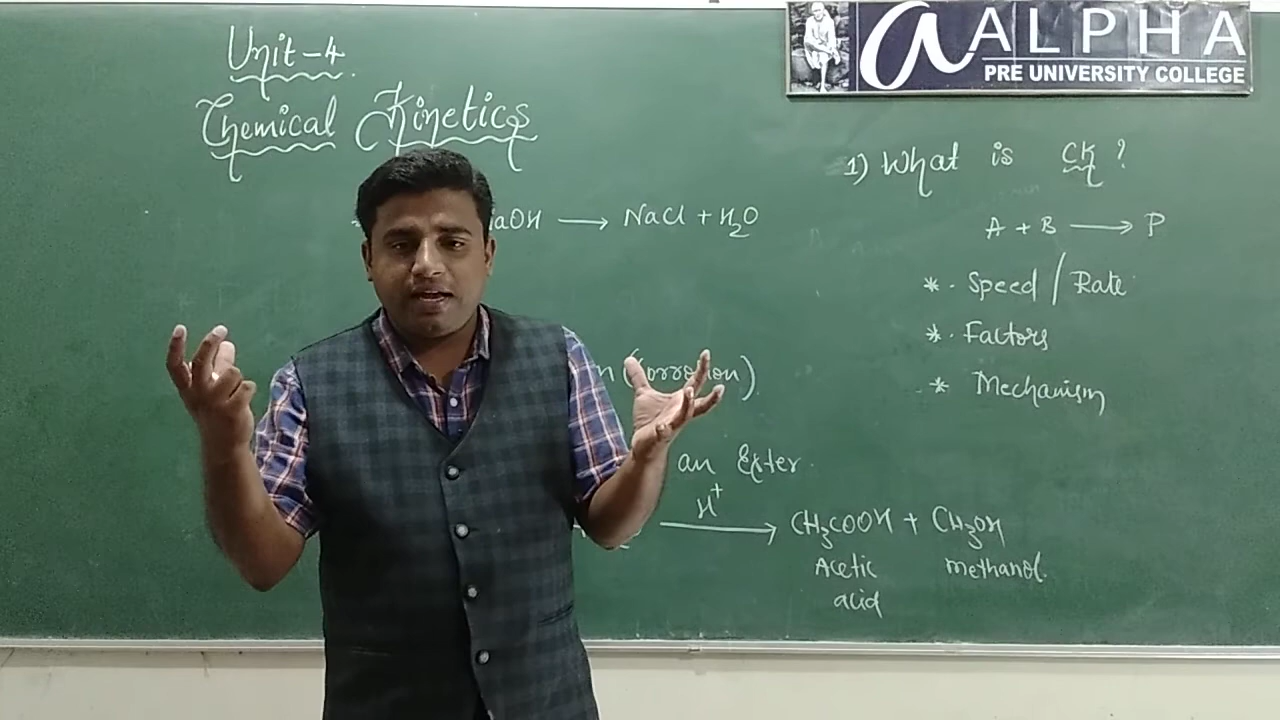 Unit-4.
Chemical Kinetics
NaOH ⟶ NaCl + H₂O
(Corrosion)
an Ester.
H⁺
⟶ CH₃COOH + CH₃OH
Acetic acid
methanol.
a ALPHA
PRE UNIVERSITY COLLEGE
1) What is CK ?
A + B ⟶ P
*. Speed / Rate
*. Factors
* Mechanism